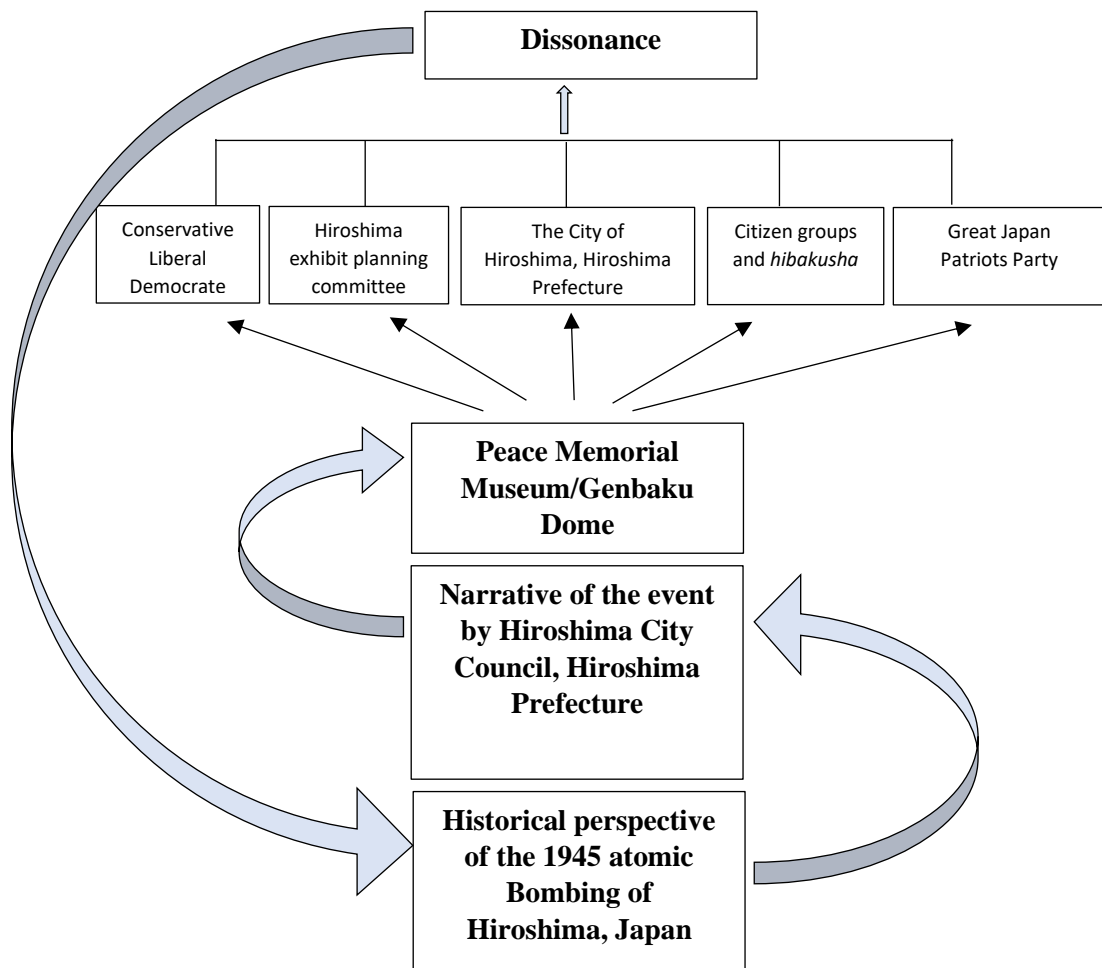 Dissonance
Conservative
Liberal
Democrate
Hiroshima
exhibit planning
committee
The City of
Hiroshima, Hiroshima
Prefecture
Citizen groups
and hibakusha
Great Japan
Patriots Party
Peace Memorial
Museum/Genbaku
Dome
Narrative of the event
by Hiroshima City
Council, Hiroshima
Prefecture
Historical perspective
of the 1945 atomic
Bombing of
Hiroshima, Japan